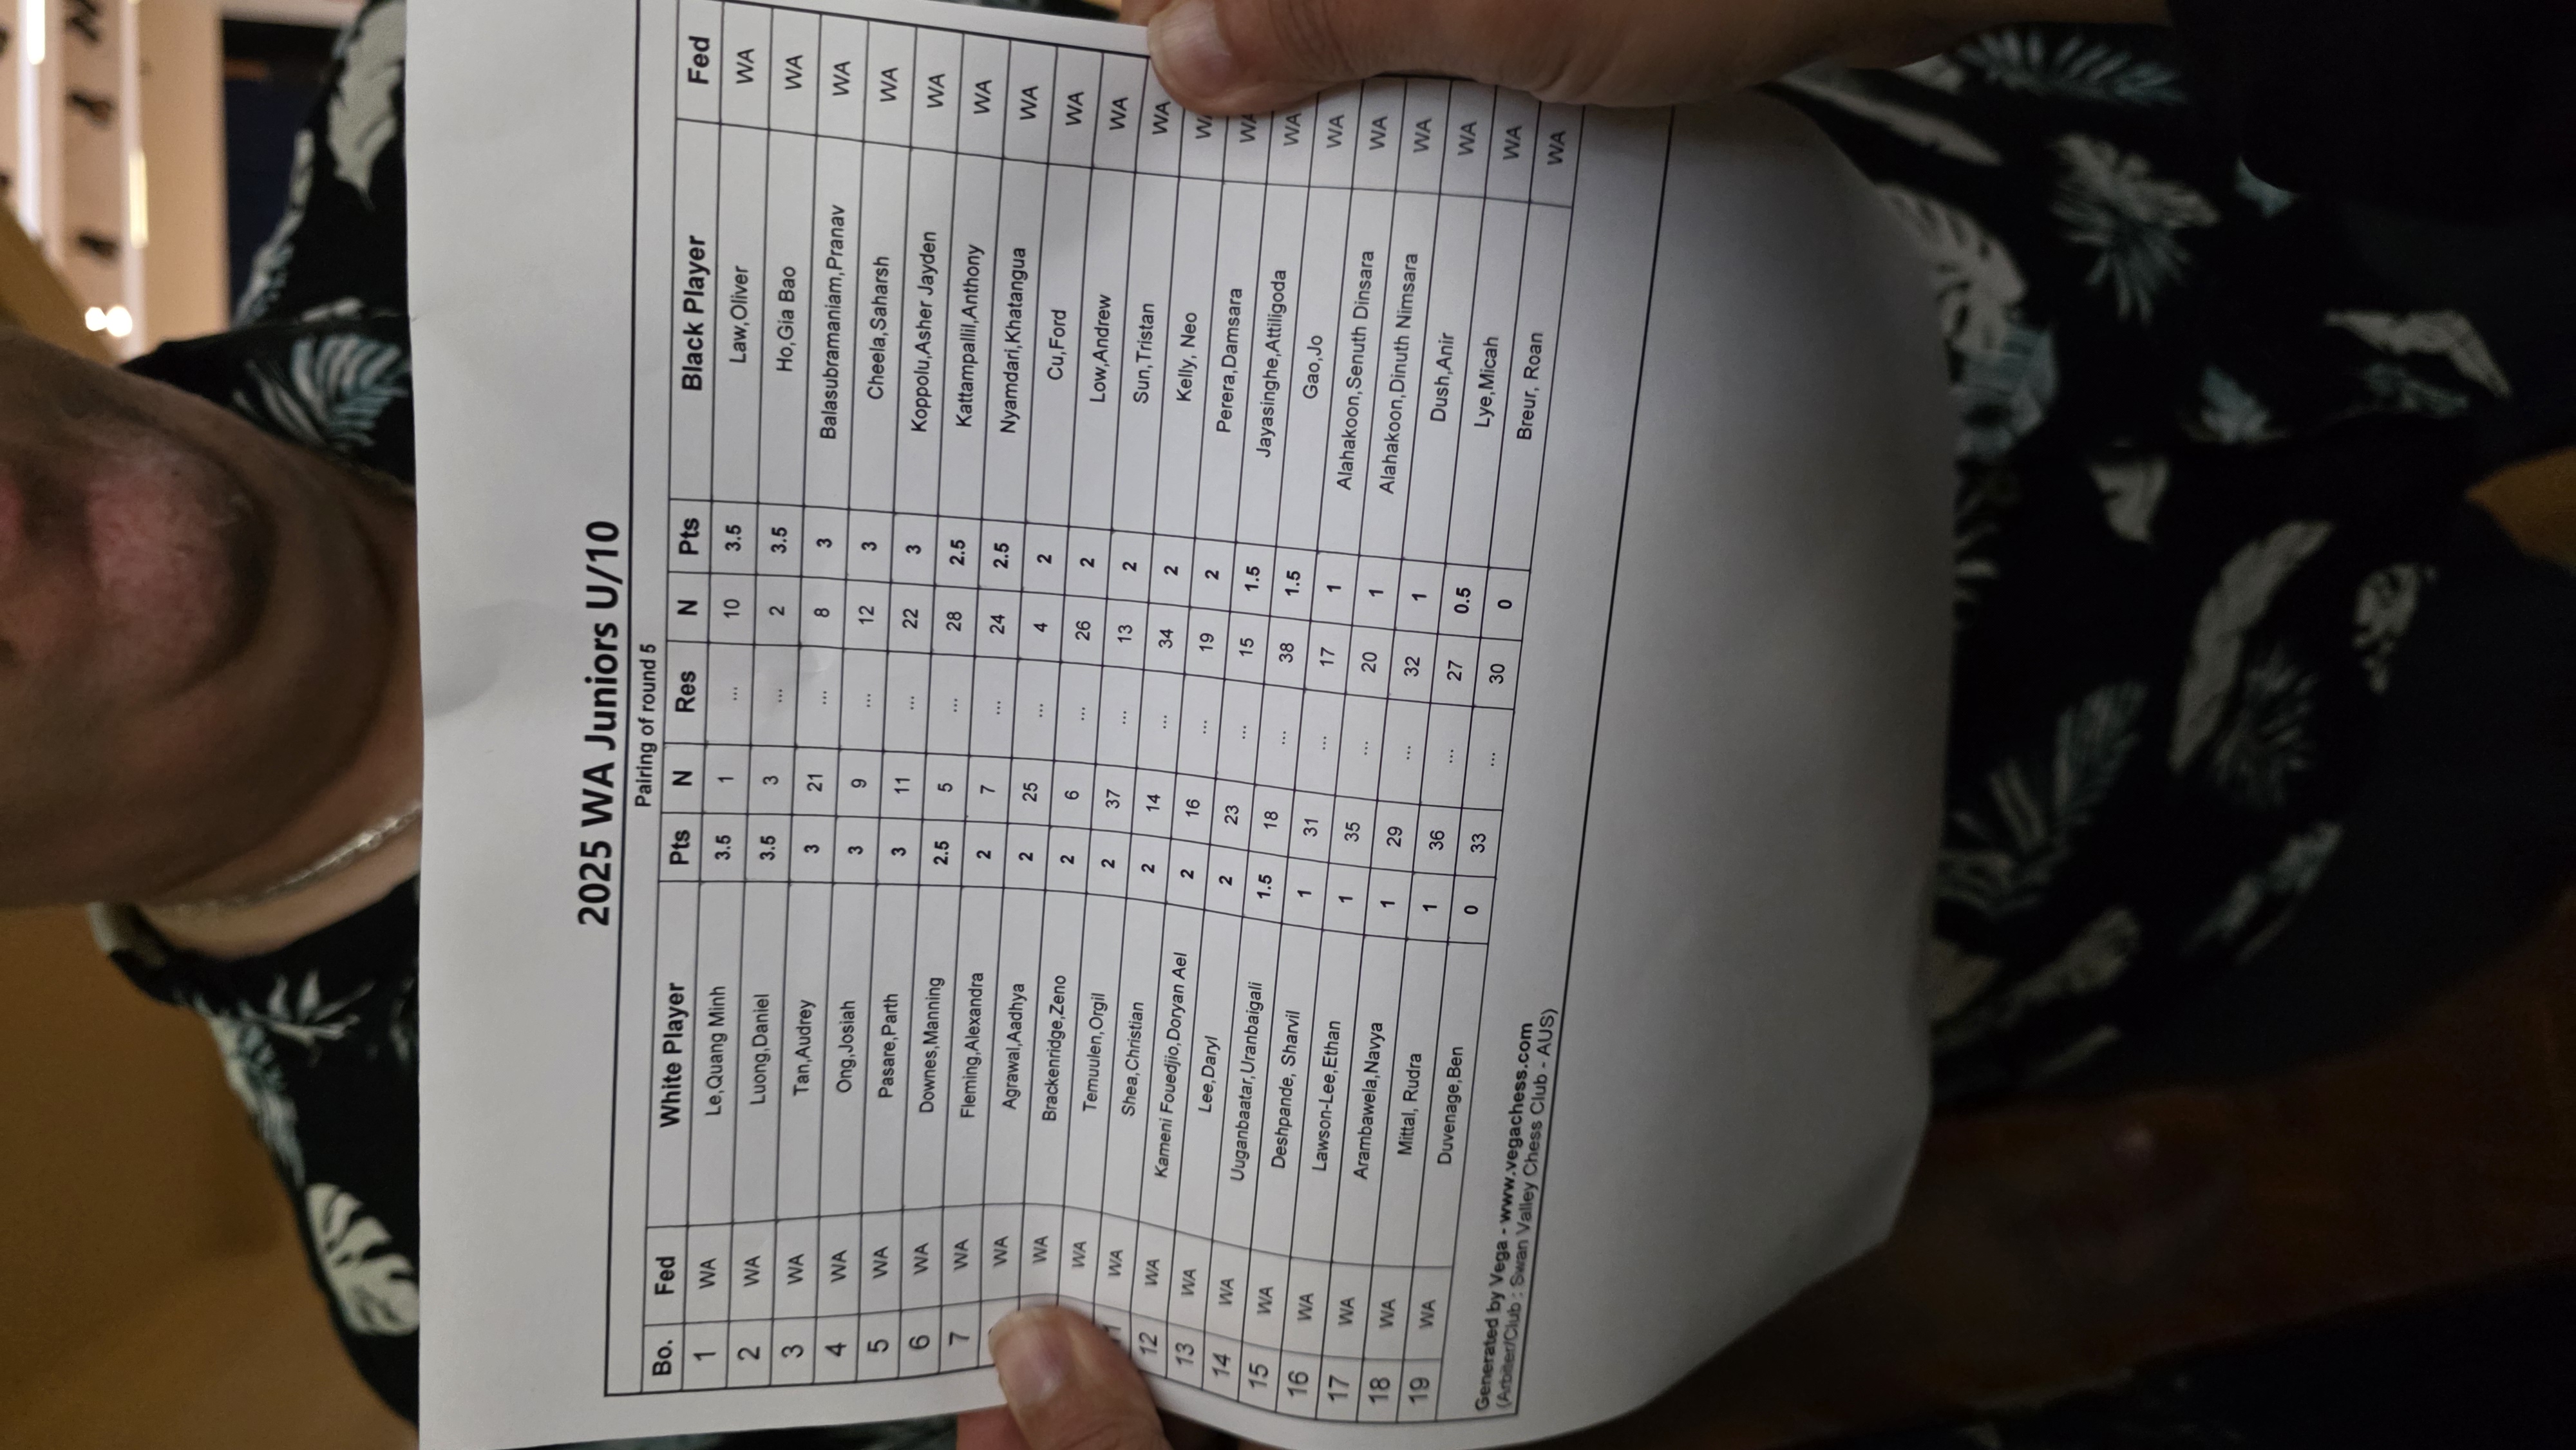 2025 WA Juniors U/10
Pairing of round 5
Bo. Fed White Player Pts N Res N Pts Black Player Fed
1 WA Le,Quang Minh 3.5 1 ... 10 3.5 Law,Oliver WA
2 WA Luong,Daniel 3.5 3 ... 2 3.5 Ho,Gia Bao WA
3 WA Tan,Audrey 3 21 ... 8 3 Balasubramaniam,Pranav WA
4 WA Ong,Josiah 3 9 ... 12 3 Cheela,Saharsh WA
5 WA Pasare,Parth 3 11 ... 22 3 Koppolu,Asher Jayden WA
6 WA Downes,Manning 2.5 5 ... 28 2.5 Kattampallil,Anthony WA
7 WA Fleming,Alexandra 2 7 ... 24 2.5 Nyamdari,Khatangua WA
WA Agrawal,Aadhya 2 25 ... 4 2 Cu,Ford WA
WA Brackenridge,Zeno 2 6 ... 26 2 Low,Andrew WA
WA Temuulen,Orgil 2 37 ... 13 2 Sun,Tristan WA
11 WA Shea,Christian 2 14 ... 34 2 Kelly, Neo WA
12 WA Kameni Fouedjio,Doryan Ael 2 16 ... 19 2 Perera,Damsara WA
13 WA Lee,Daryl 2 23 ... 15 1.5 Jayasinghe,Attiligoda WA
14 WA Uuganbaatar,Uranbaigali 1.5 18 ... 38 1.5 Gao,Jo WA
15 WA Deshpande, Sharvil 1 31 ... 17 1 Alahakoon,Senuth Dinsara WA
16 WA Lawson-Lee,Ethan 1 35 ... 20 1 Alahakoon,Dinuth Nimsara WA
17 WA Arambawela,Navya 1 29 ... 32 1 Dush,Anir WA
18 WA Mittal, Rudra 1 36 ... 27 0.5 Lye,Micah WA
19 WA Duvenage,Ben 0 33 ... 30 0 Breur, Roan WA
Generated by Vega - www.vegachess.com
(Arbiter/Club : Swan Valley Chess Club - AUS)